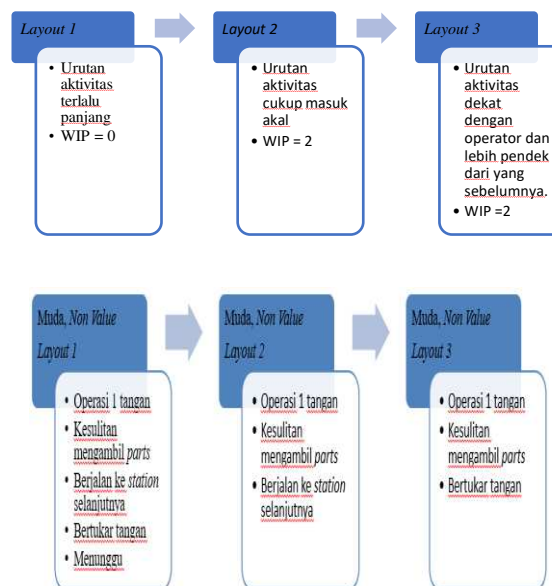 Layout 1
• Urutan
aktivitas
terlalu
panjang
• WIP = 0
Layout 2
• Urutan
aktivitas
cukup masuk
akal
• WIP = 2
Layout 3
• Urutan
aktivitas
dekat
dengan
operator dan
lebih pendek
dari yang
sebelumnya.
• WIP =2
Muda, Non Value
Layout 1
• Operasi 1 tangan
• Kesulitan
mengambil parts
• Berjalan ke station
selanjutnya
• Bertukar tangan
• Menunggu
Muda, Non Value
Layout 2
• Operasi 1 tangan
• Kesulitan
mengambil parts
• Berjalan ke station
selanjutnya
Muda, Non Value
Layout 3
• Operasi 1 tangan
• Kesulitan
mengambil parts
• Bertukar tangan